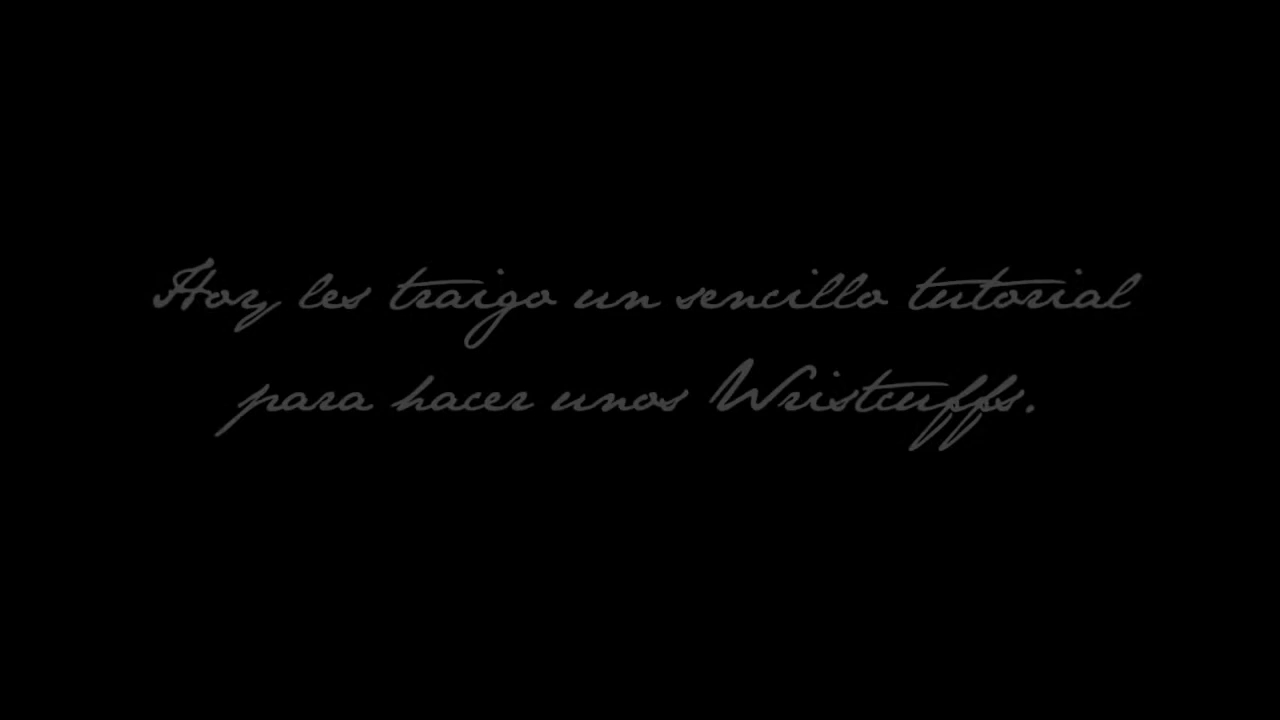 Hoy les traigo un sencillo tutorial
para hacer unos Wristcuffs.